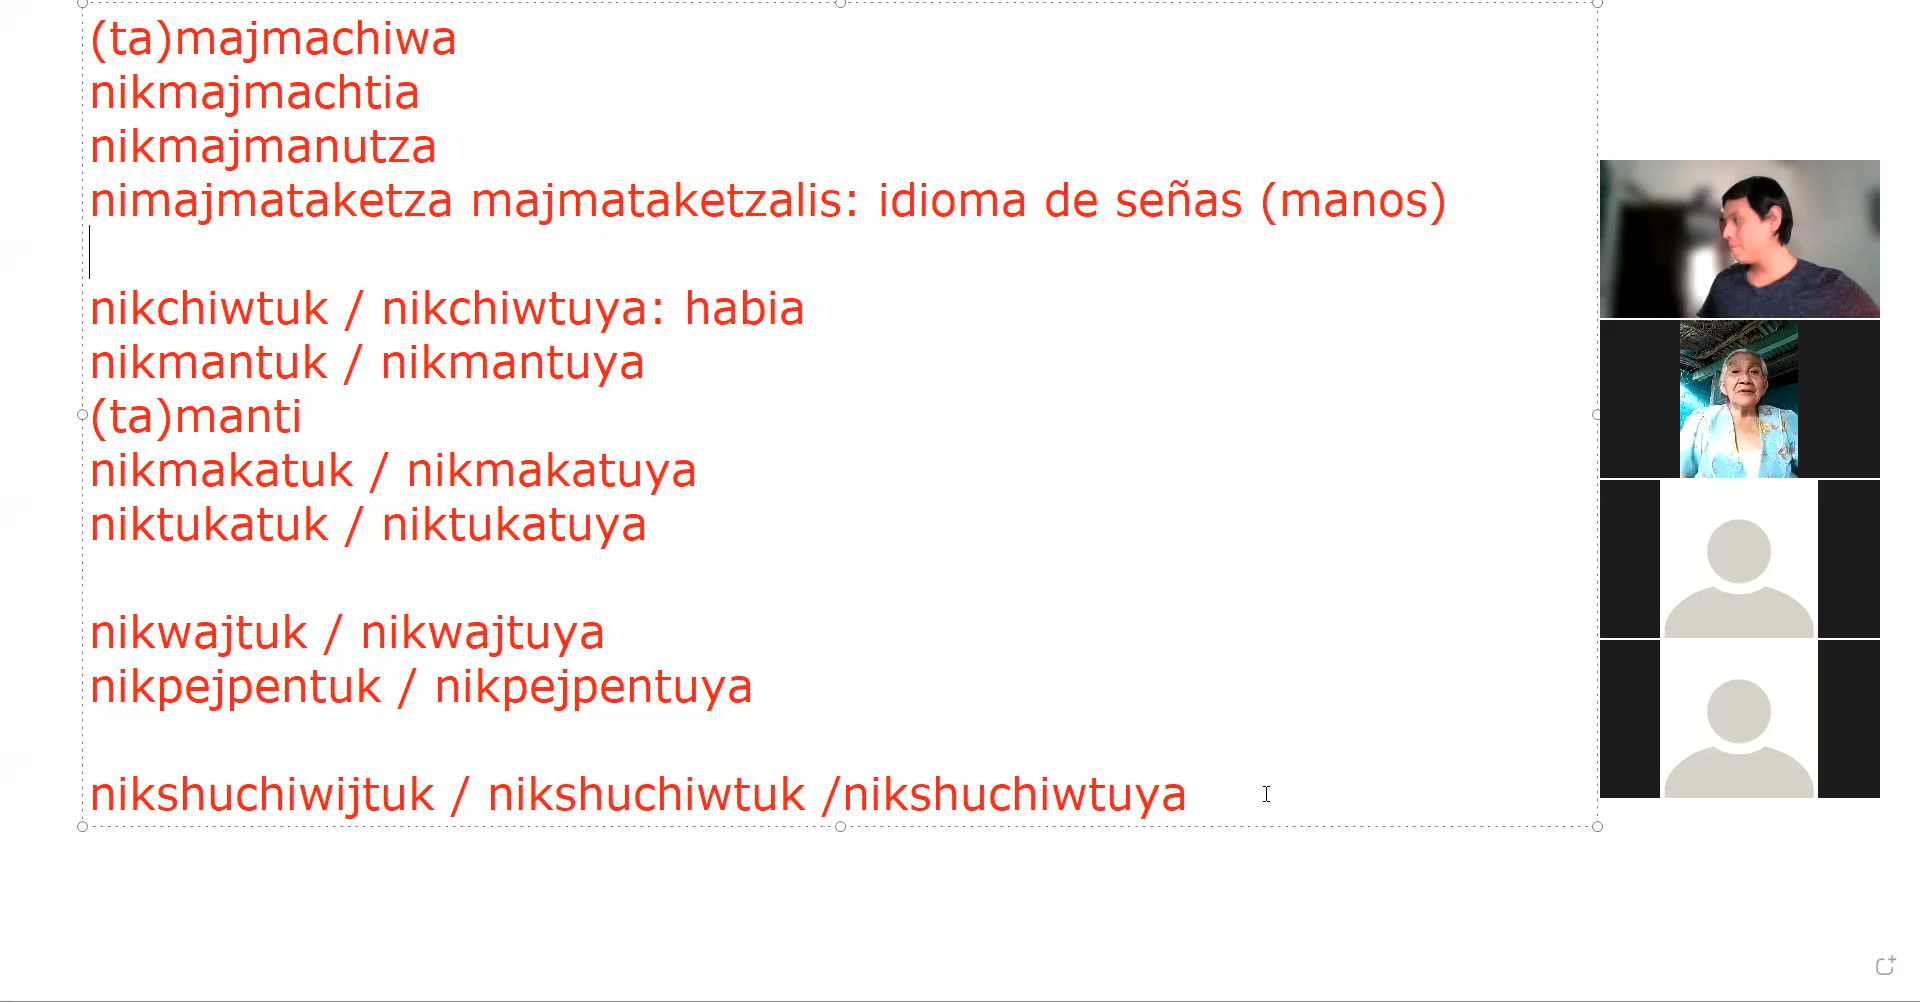 (ta)majmachiwa
nikmajmachtia
nikmajmanutza
nimajmataketza majmataketzalis: idioma de señas (manos)
nikchiwtuk / nikchiwtuya: habia
nikmantuk / nikmantuya
(ta)manti
nikmakatuk / nikmakatuya
niktukatuk / niktukatuya
nikwajtuk / nikwajtuya
nikpejpentuk / nikpejpentuya
nikshuchiwijtuk / nikshuchiwtuk /nikshuchiwtuya